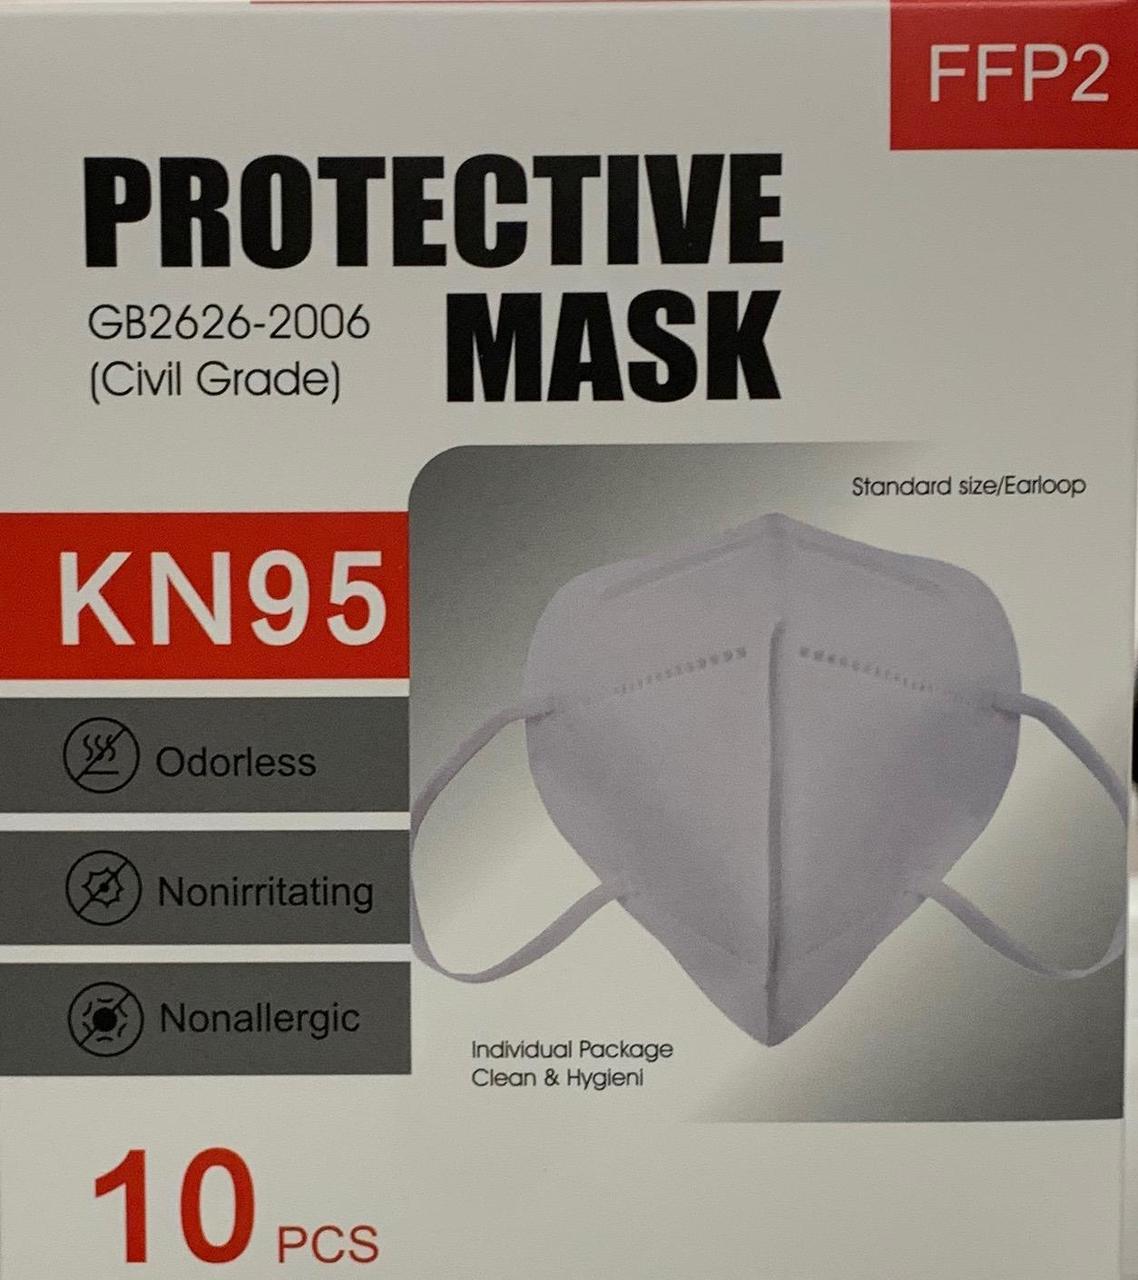 FFP2
PROTECTIVE
MASK
GB2626-2006
(Civil Grade)
Standard size/Earloop
KN95
Odorless
Nonirritating
Nonallergic
Individual Package
Clean & Hygieni
10 PCS